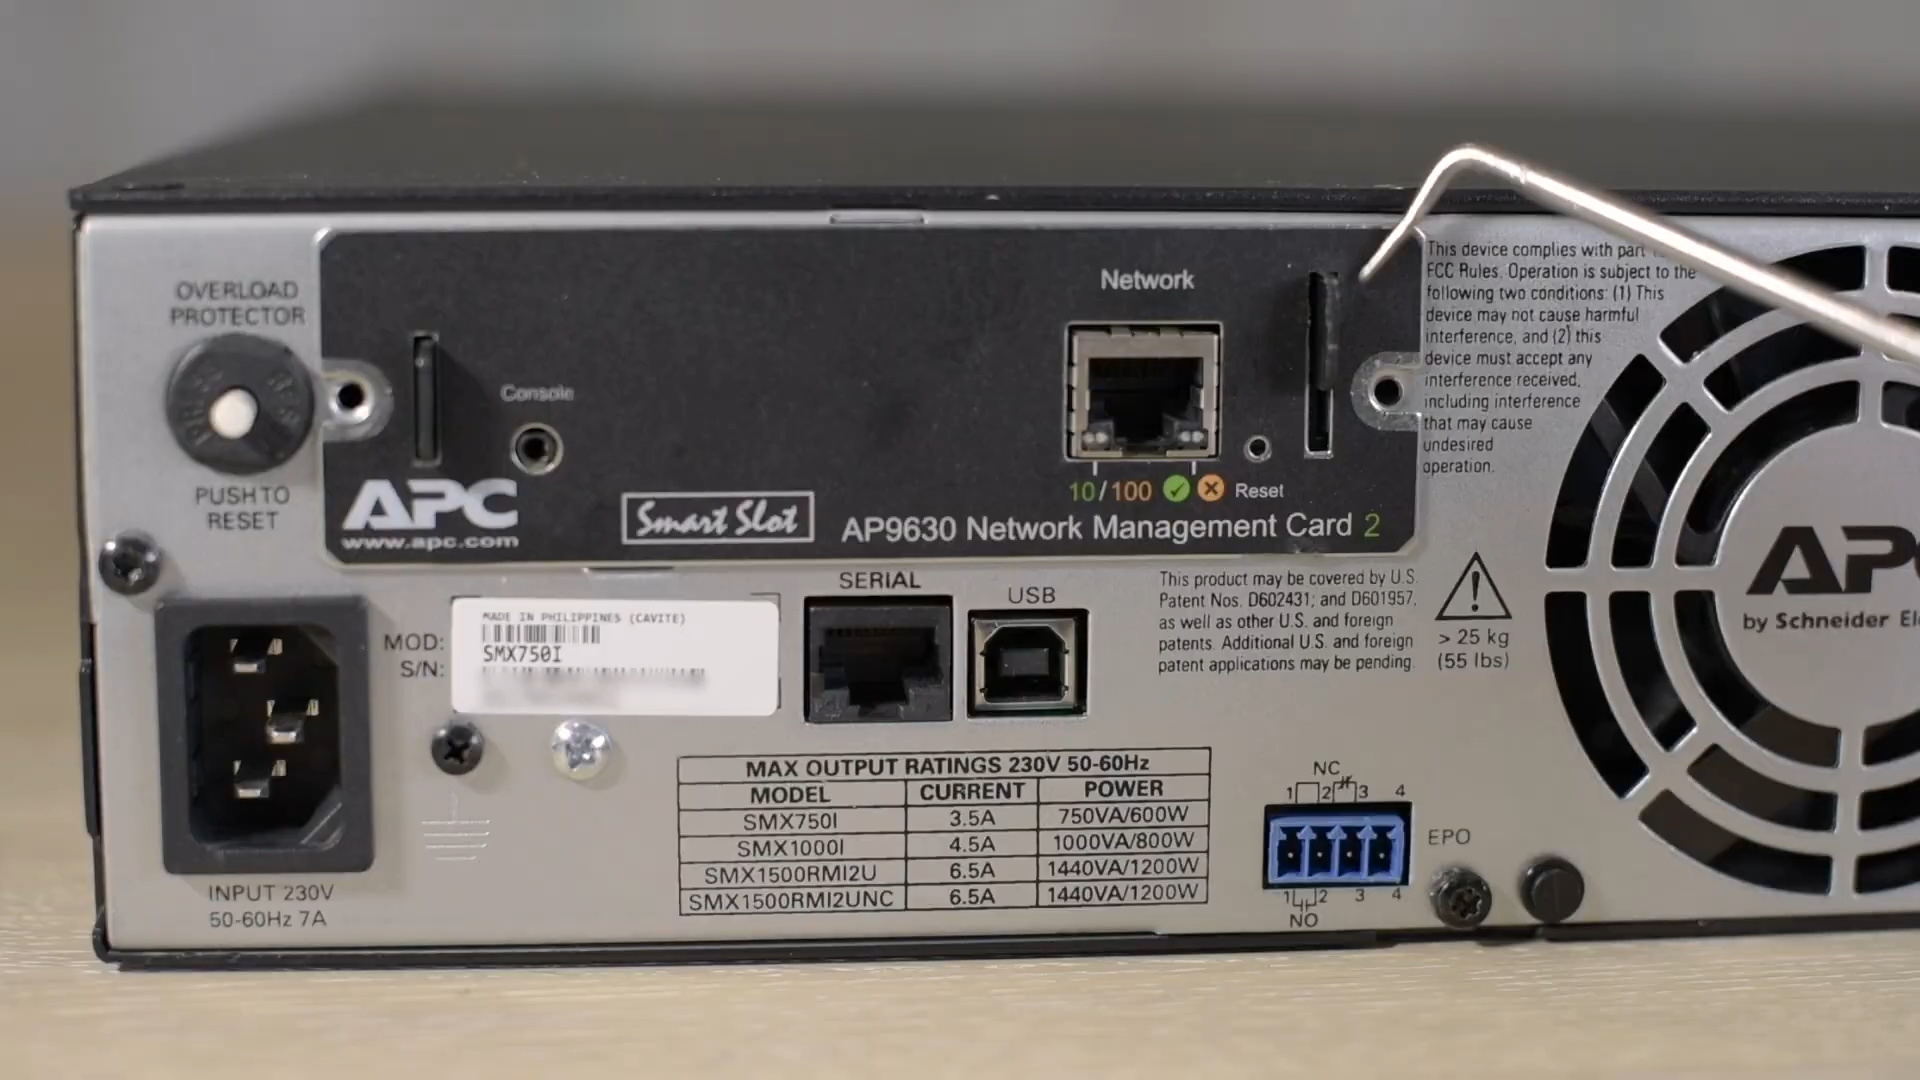 OVERLOAD
PROTECTOR
PUSH TO
RESET
Console
Network
10/100
Reset
APC
www.apc.com
Smart Slot
AP9630 Network Management Card 2
This device complies with part
FCC Rules. Operation is subject to the
following two conditions: (1) This
device may not cause harmful
interference, and (2) this
device must accept any
interference received,
including interference
that may cause
undesired
operation.
APC
by Schneider El
MOD:
S/N:
MADE IN PHILIPPINES (CAVITE)
SMX750I
SERIAL
USB
This product may be covered by U.S.
Patent Nos. D602431; and D601957,
as well as other U.S. and foreign
patents. Additional U.S. and foreign
patent applications may be pending.
> 25 kg
(55 lbs)
INPUT 230V
50-60Hz 7A
MAX OUTPUT RATINGS 230V 50-60Hz
MODEL CURRENT POWER
SMX750I 3.5A 750VA/600W
SMX1000I 4.5A 1000VA/800W
SMX1500RMI2U 6.5A 1440VA/1200W
SMX1500RMI2UNC 6.5A 1440VA/1200W
NC
1 2 3 4
EPO
1 2 3 4
NO